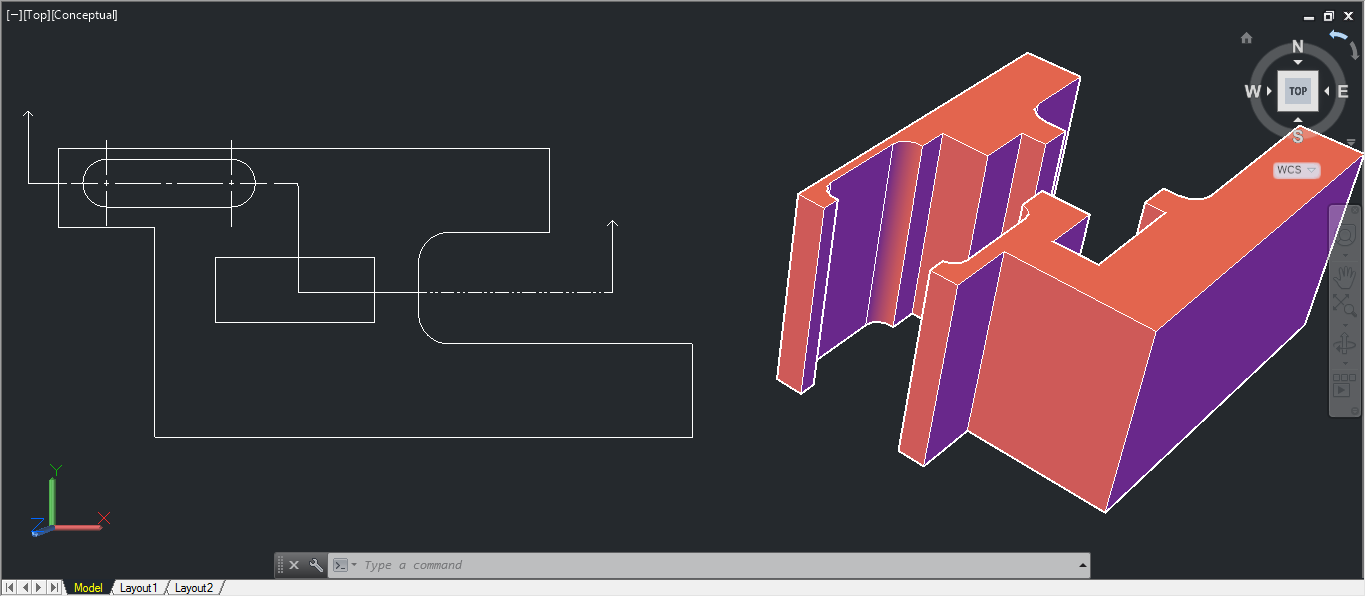 [−][Top][Conceptual]
N
W TOP E
S
WCS
Y
Z X
Type a command
Model Layout1 Layout2